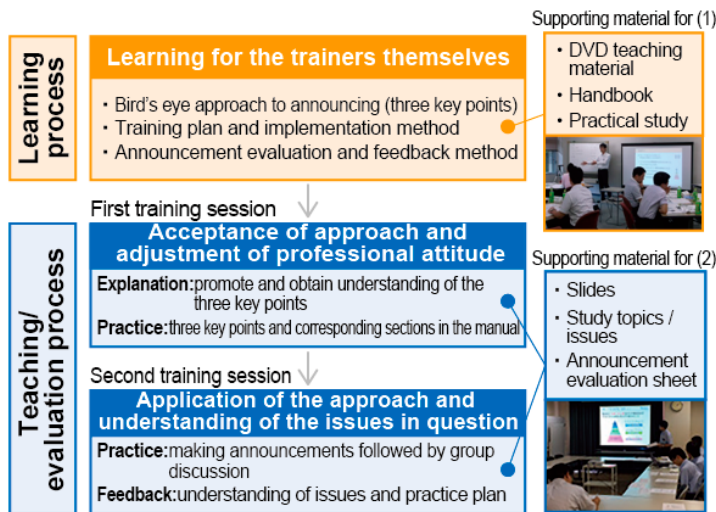 Supporting material for (1)
Learning process
Learning for the trainers themselves
・Bird's eye approach to announcing (three key points)
・Training plan and implementation method
・Announcement evaluation and feedback method
・DVD teaching
material
・Handbook
・Practical study
First training session
Teaching/
evaluation process
Acceptance of approach and
adjustment of professional attitude
Explanation:promote and obtain understanding of the
three key points
Practice:three key points and corresponding sections in the manual
Supporting material for (2)
・Slides
・Study topics /
issues
・Announcement
evaluation sheet
Second training session
Application of the approach and
understanding of the issues in question
Practice:making announcements followed by group
discussion
Feedback:understanding of issues and practice plan